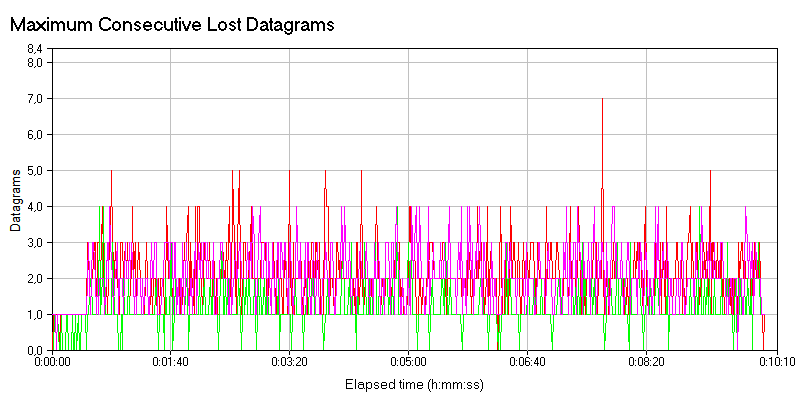 Maximum Consecutive Lost Datagrams
8,4
8,0
7,0
6,0
5,0
4,0
3,0
2,0
1,0
0,0
Datagrams
0:00:00 0:01:40 0:03:20 0:05:00 0:06:40 0:08:20 0:10:10
Elapsed time (h:mm:ss)